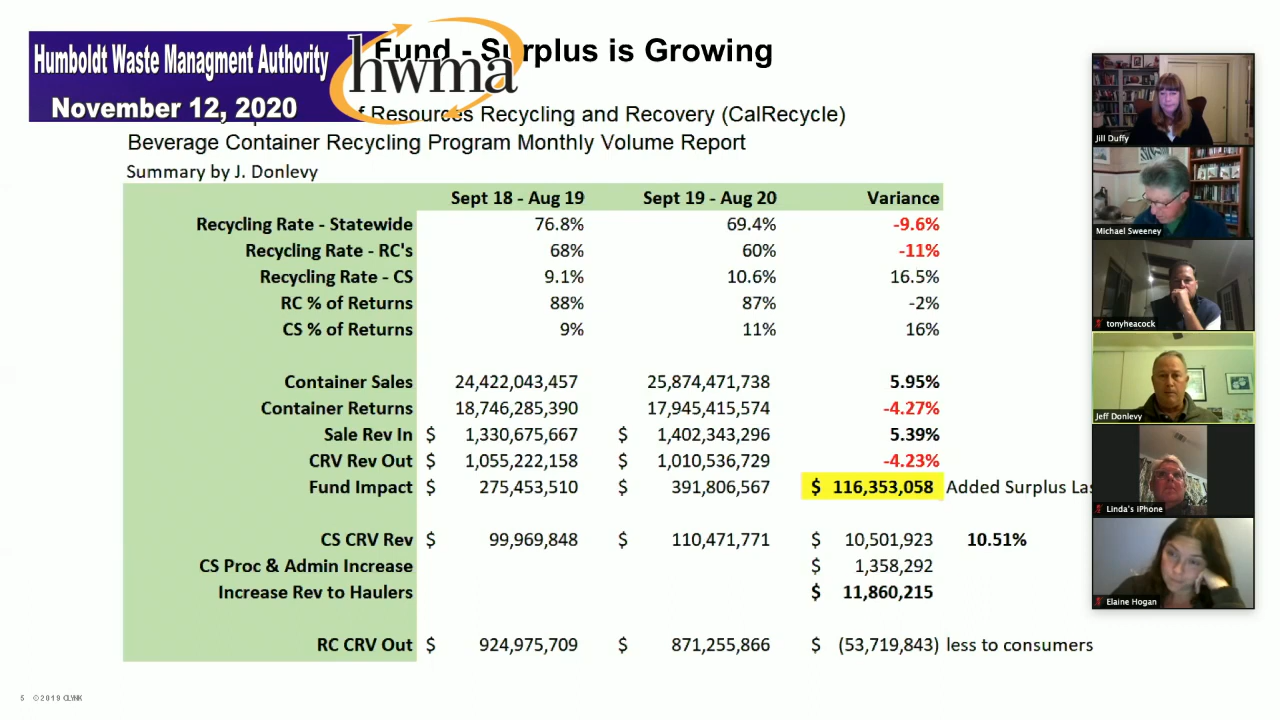 Humboldt Waste Managment Authority
November 12, 2020
hwma
Fund - Surplus is Growing
f Resources Recycling and Recovery (CalRecycle)
Beverage Container Recycling Program Monthly Volume Report
Summary by J. Donlevy
Sept 18 - Aug 19 Sept 19 - Aug 20 Variance
Recycling Rate - Statewide 76.8% 69.4% -9.6%
Recycling Rate - RC's 68% 60% -11%
Recycling Rate - CS 9.1% 10.6% 16.5%
RC % of Returns 88% 87% -2%
CS % of Returns 9% 11% 16%
Container Sales 24,422,043,457 25,874,471,738 5.95%
Container Returns 18,746,285,390 17,945,415,574 -4.27%
Sale Rev In $ 1,330,675,667 $ 1,402,343,296 5.39%
CRV Rev Out $ 1,055,222,158 $ 1,010,536,729 -4.23%
Fund Impact $ 275,453,510 $ 391,806,567 $ 116,353,058 Added Surplus Las
CS CRV Rev $ 99,969,848 $ 110,471,771 $ 10,501,923 10.51%
CS Proc & Admin Increase $ 1,358,292
Increase Rev to Haulers $ 11,860,215
RC CRV Out $ 924,975,709 $ 871,255,866 $ (53,719,843) less to consumers
5 ©2019 CLYNK
Jill Duffy
Michael Sweeney
tonyheacock
Jeff Donlevy
Linda's iPhone
Elaine Hogan